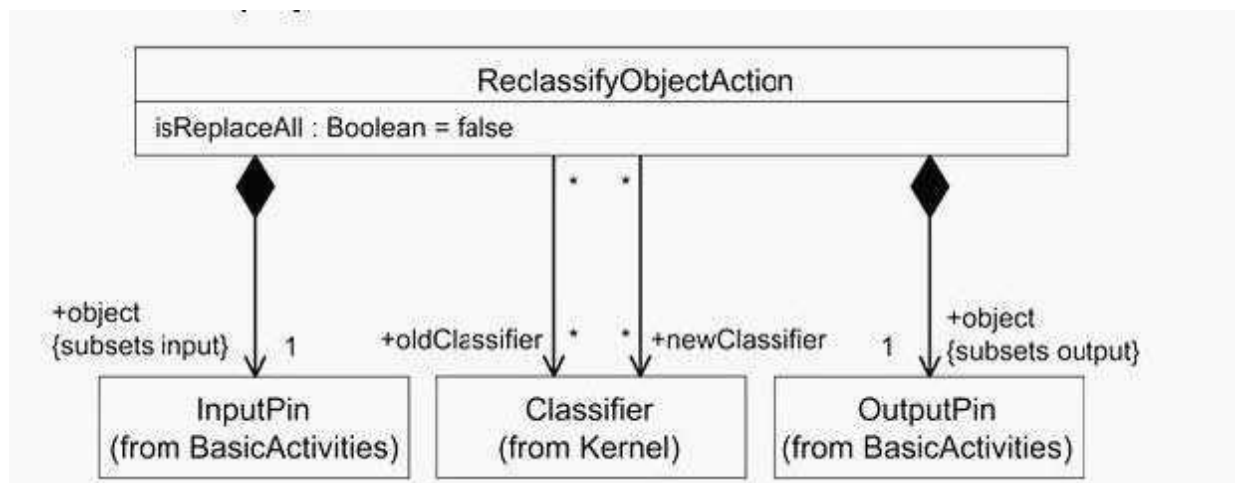 ReclassifyObjectAction
isReplaceAll : Boolean = false
* *
+object
{subsets input} 1
+oldClassifier * * +newClassifier
1 +object
{subsets output}
InputPin
(from BasicActivities)
Classifier
(from Kernel)
OutputPin
(from BasicActivities)